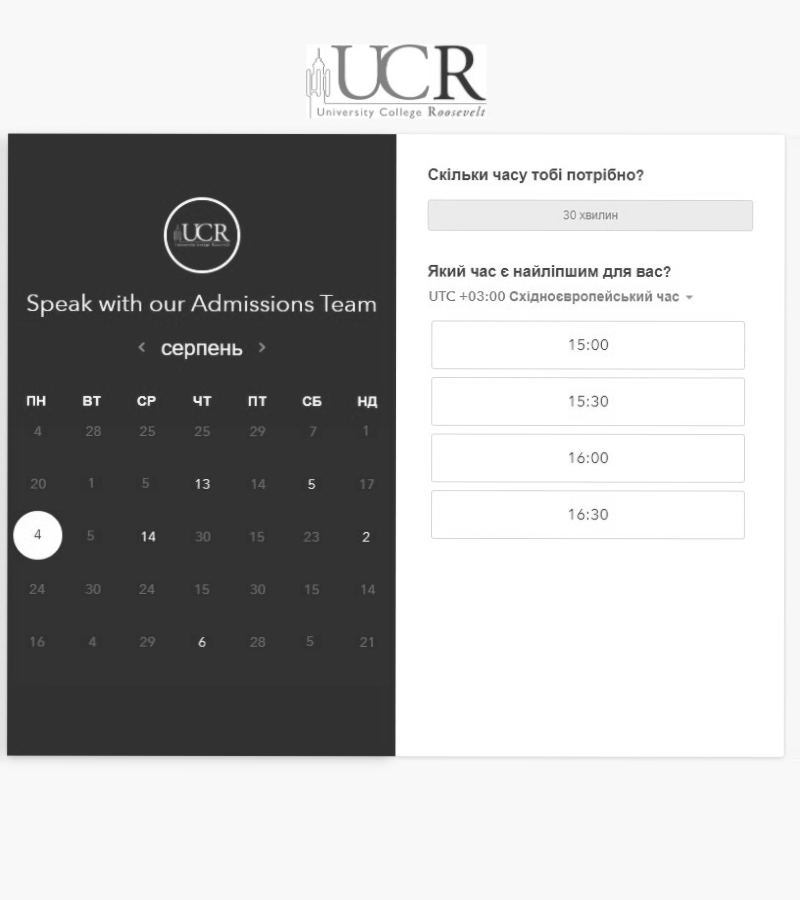 UCR
University College Roosevelt
UCR
Speak with our Admissions Team
серпень
ПН ВТ СР ЧТ ПТ СБ НД
4 28 25 25 29 7 1
20 1 5 13 14 5 17
4 5 14 30 15 23 2
24 30 24 15 30 15 14
16 4 29 6 28 5 21
Скільки часу тобі потрібно?
30 хвилин
Який час є найліпшим для вас?
UTC +03:00 Східноєвропейський час
15:00
15:30
16:00
16:30